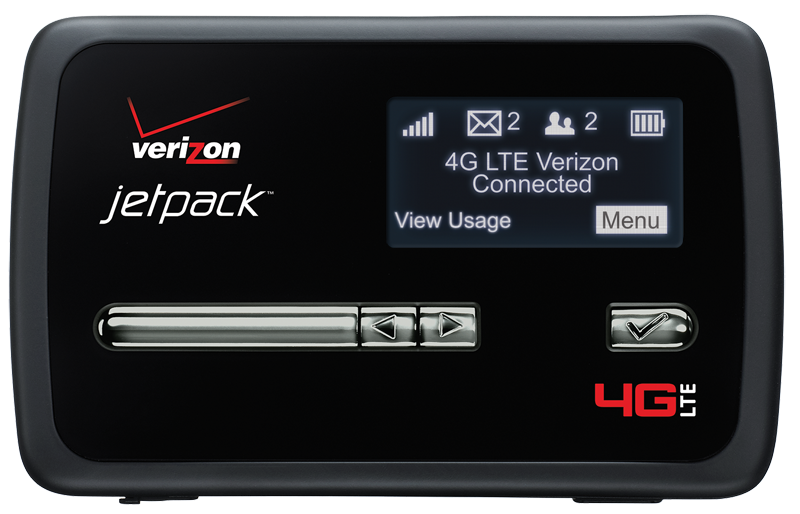 verizon
jetpack™
2 2
4G LTE Verizon
Connected
View Usage Menu
4G LTE